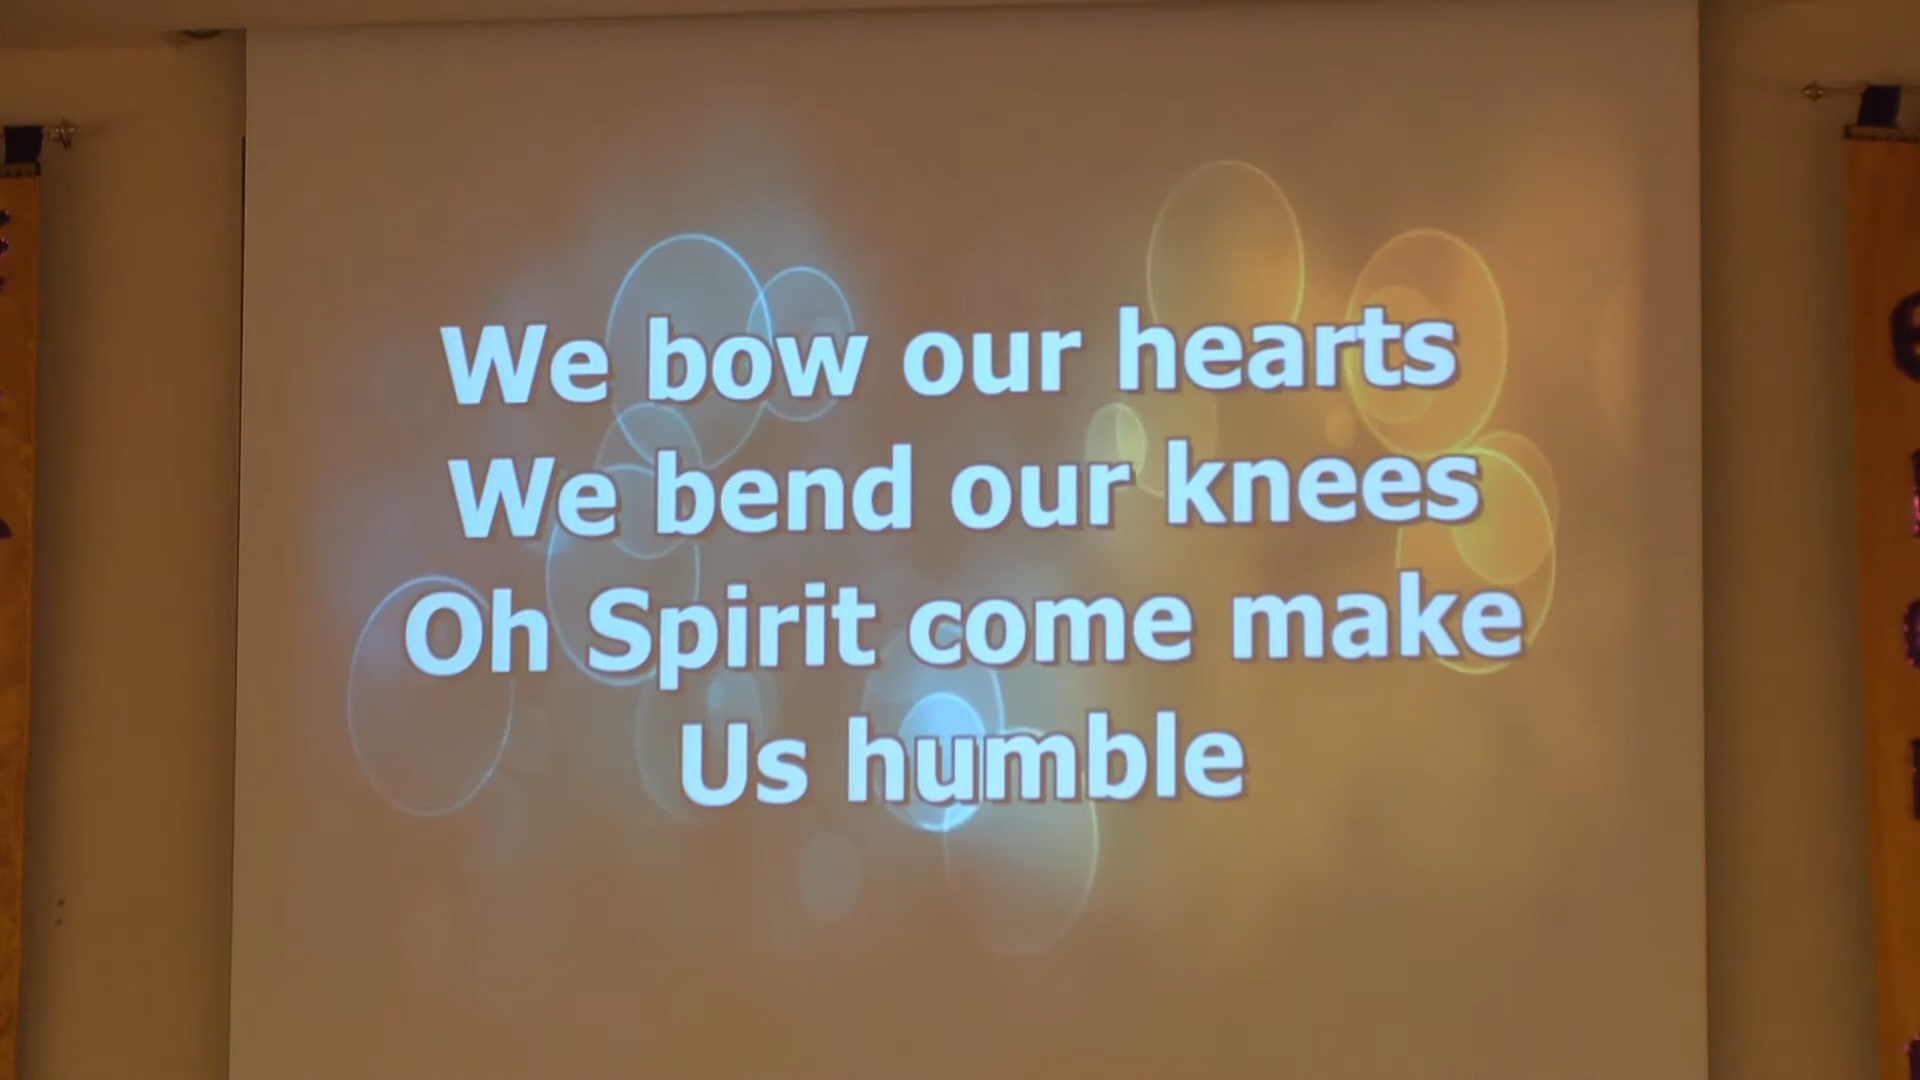 We bow our hearts
We bend our knees
Oh Spirit come make
Us humble